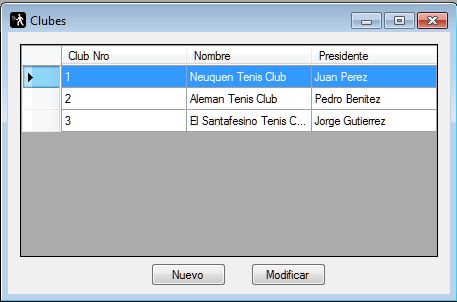 Clubes
Club Nro Nombre Presidente
1 Neuquen Tenis Club Juan Perez
2 Aleman Tenis Club Pedro Benitez
3 El Santafesino Tenis C... Jorge Gutierrez
Nuevo Modificar